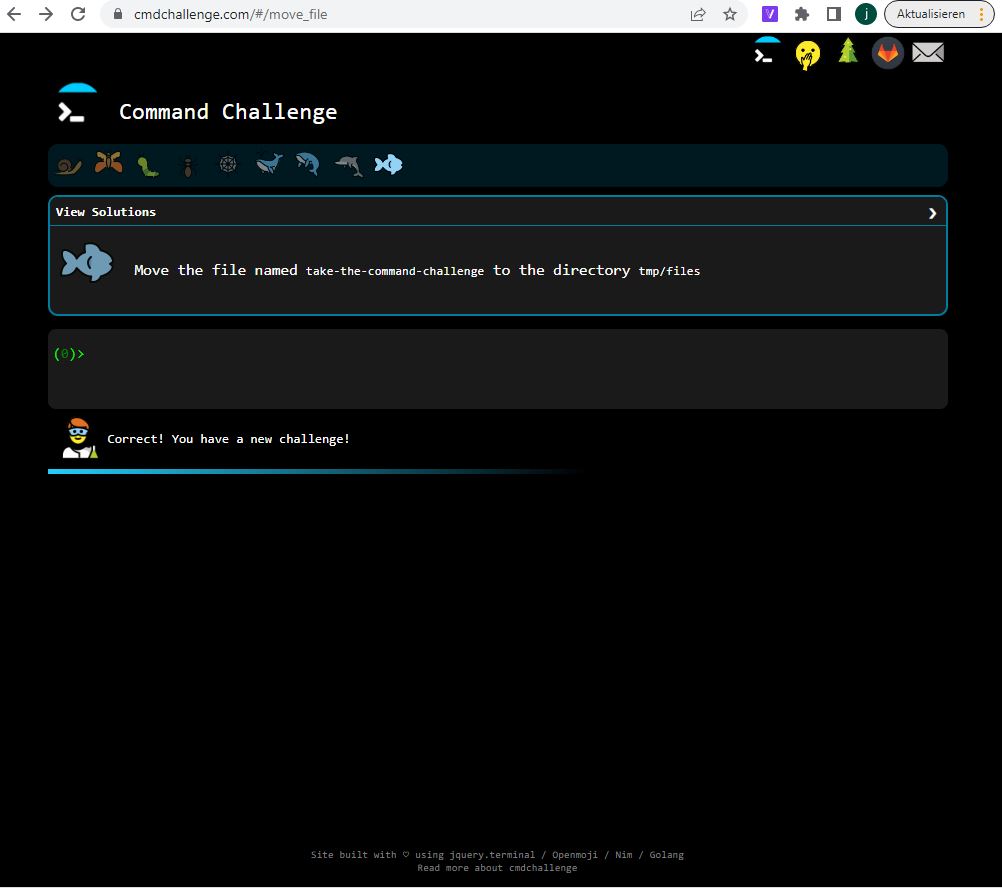 cmdchallenge.com/#/move_file
V
j
Aktualisieren
Command Challenge
View Solutions
Move the file named take-the-command-challenge to the directory tmp/files
(0)>
Correct! You have a new challenge!
Site built with ♡ using jquery.terminal / Openmoji / Nim / Golang
Read more about cmdchallenge